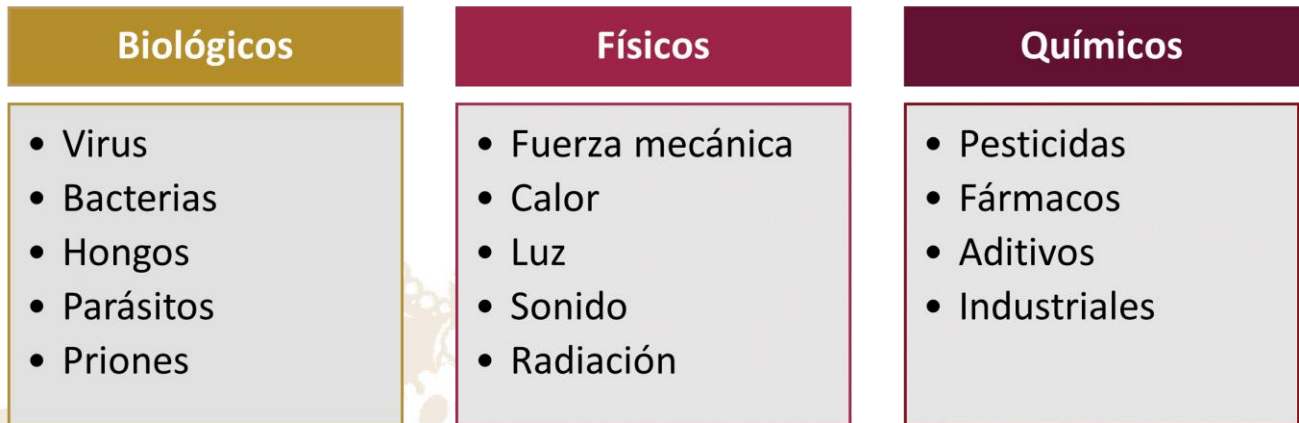 Biológicos
• Virus
• Bacterias
• Hongos
• Parásitos
• Priones
Físicos
• Fuerza mecánica
• Calor
• Luz
• Sonido
• Radiación
Químicos
• Pesticidas
• Fármacos
• Aditivos
• Industriales